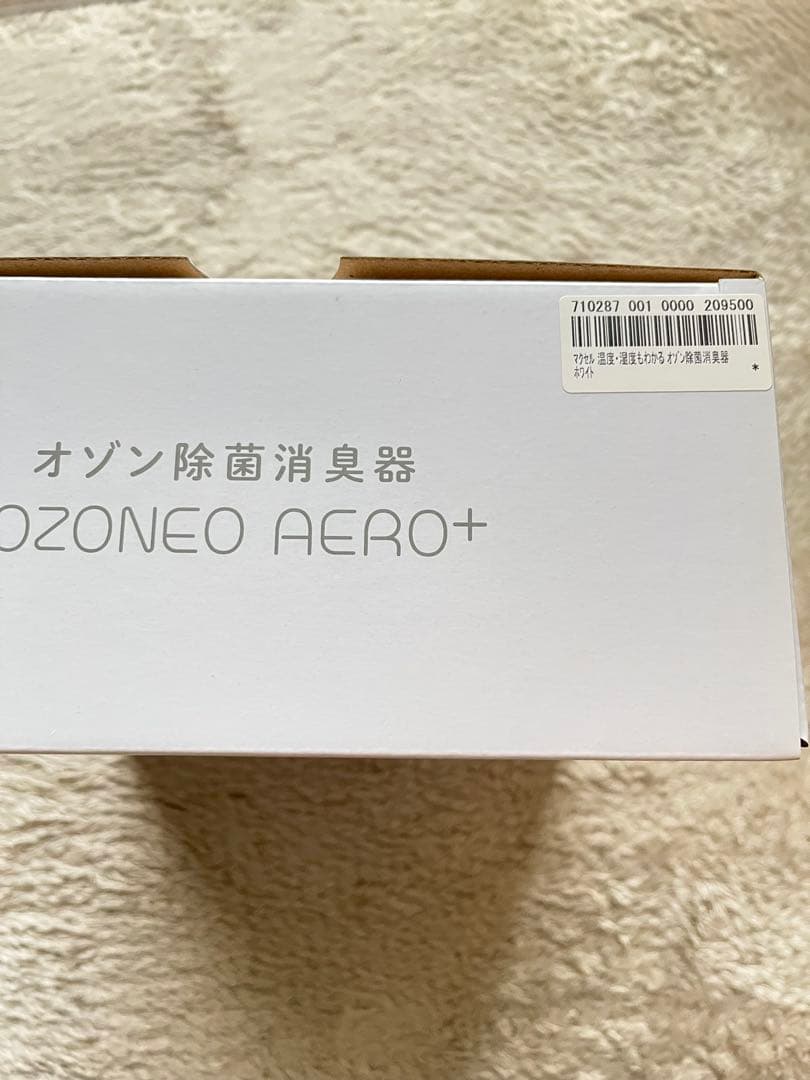 710287 001 0000 209500
マクセル 温度・湿度もわかる オゾン除菌消臭器
ホワイト *
オゾン除菌消臭器
OZONEO AERO+